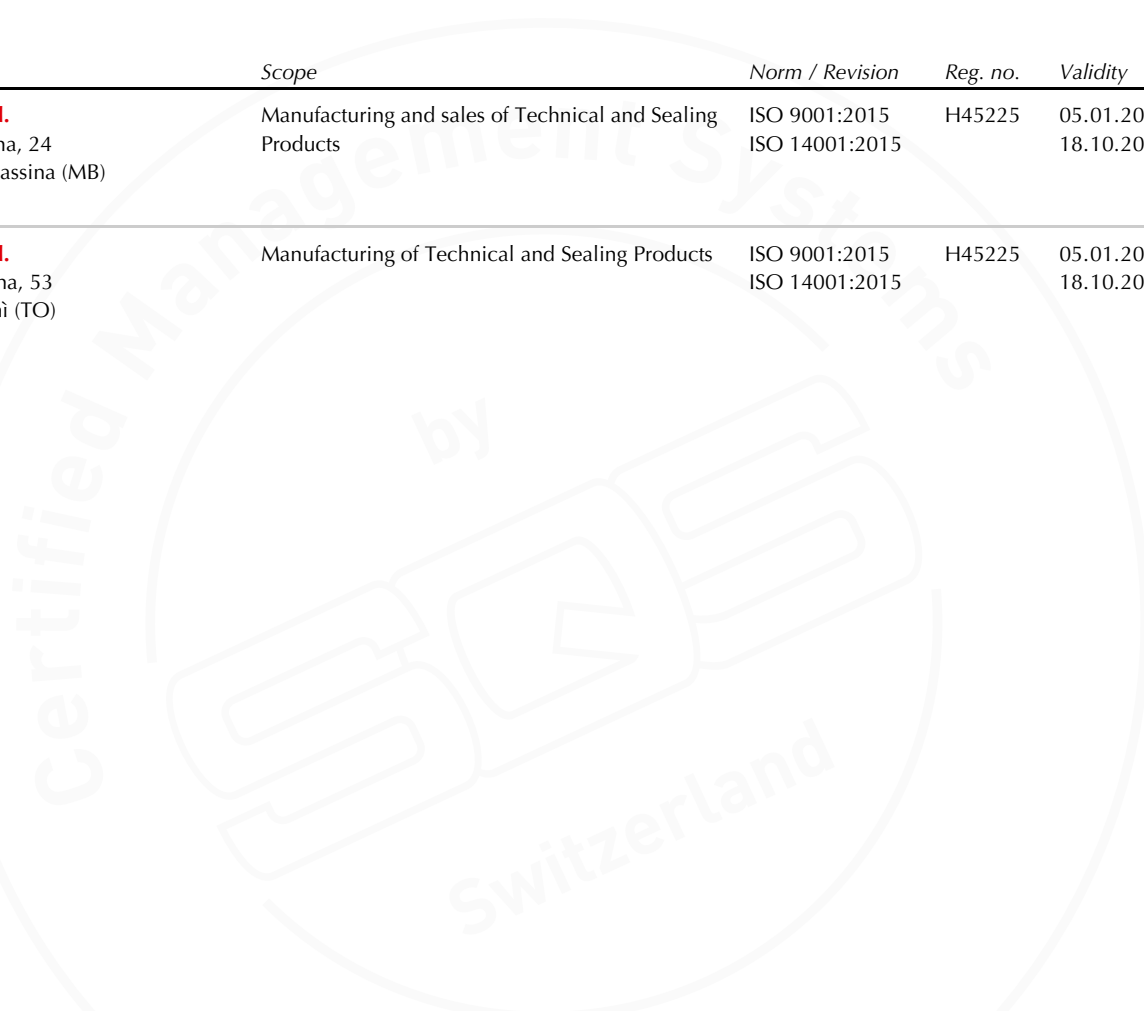 Scope Norm / Revision Reg. no. Validity
l. Manufacturing and sales of Technical and Sealing ISO 9001:2015 H45225 05.01.20
na, 24 Products ISO 14001:2015 18.10.20
assina (MB)
l. Manufacturing of Technical and Sealing Products ISO 9001:2015 H45225 05.01.20
na, 53 ISO 14001:2015 18.10.20
nì (TO)
Certified Management Systems
by
SQS
Switzerland